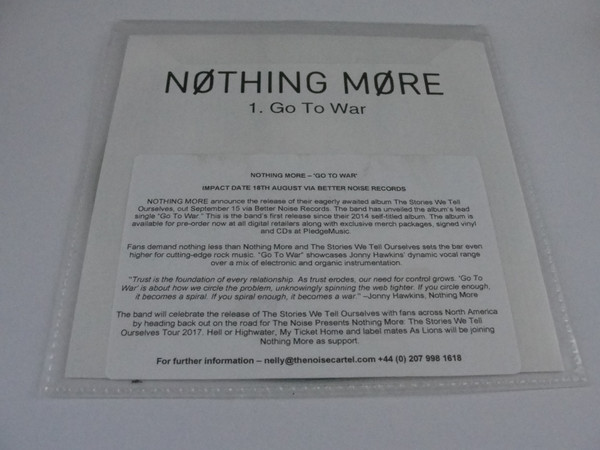 NØTHING MØRE
1. Go To War
NOTHING MORE – 'GO TO WAR'
IMPACT DATE 18TH AUGUST VIA BETTER NOISE RECORDS
NOTHING MORE announce the release of their eagerly awaited album The Stories We Tell
Ourselves, out September 15 via Better Noise Records. The band has unveiled the album's lead
single "Go To War." This is the band's first release since their 2014 self-titled album. The album is
available for pre-order now at all digital retailers along with exclusive merch packages, signed vinyl
and CDs at PledgeMusic.
Fans demand nothing less than Nothing More and The Stories We Tell Ourselves sets the bar even
higher for cutting-edge rock music. "Go To War" showcases Jonny Hawkins' dynamic vocal range
over a mix of electronic and organic instrumentation.
"Trust is the foundation of every relationship. As trust erodes, our need for control grows. 'Go To
War' is about how we circle the problem, unknowingly spinning the web tighter. If you circle enough,
it becomes a spiral. If you spiral enough, it becomes a war." –Jonny Hawkins, Nothing More
The band will celebrate the release of The Stories We Tell Ourselves with fans across North America
by heading back out on the road for The Noise Presents Nothing More: The Stories We Tell
Ourselves Tour 2017. Hell or Highwater, My Ticket Home and label mates As Lions will be joining
Nothing More as support.
For further information – nelly@thenoisecartel.com +44 (0) 207 998 1618